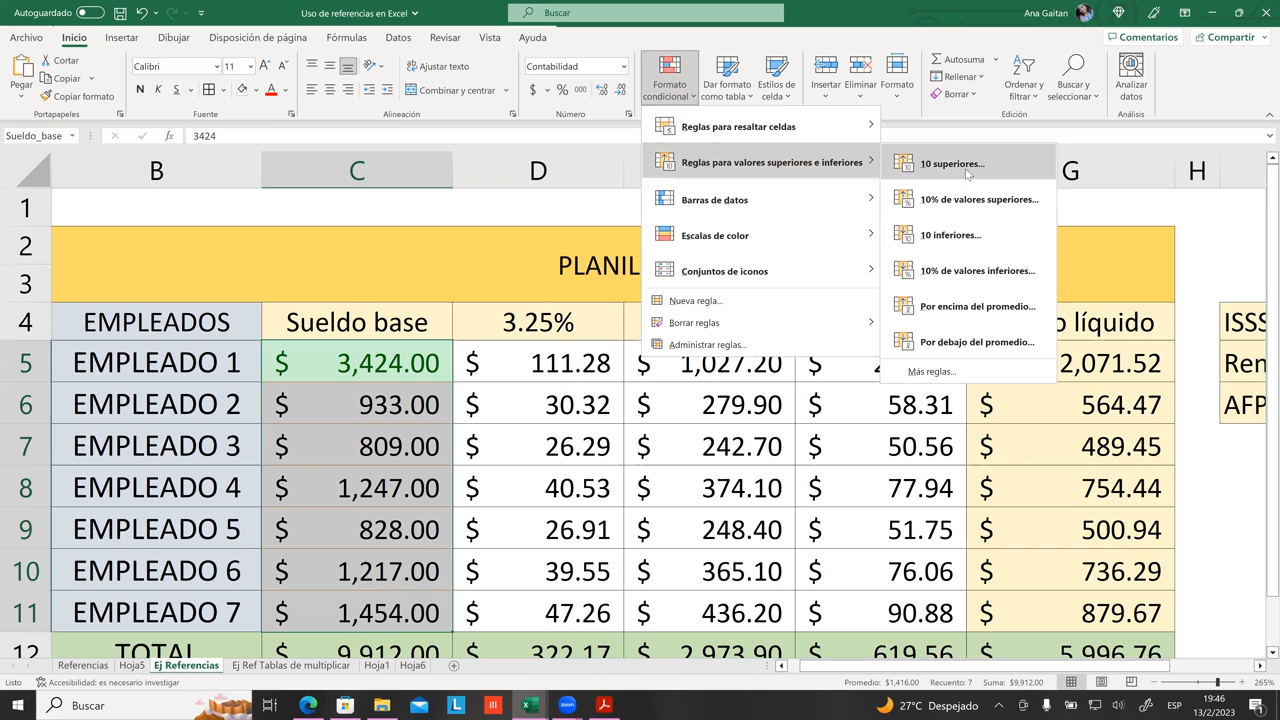 Autoguardado
Uso de referencias en Excel
Buscar
Ana Gaitan
Archivo Inicio Insertar Dibujar Disposición de página Fórmulas Datos Revisar Vista Ayuda
Comentarios
Compartir
Pegar
Cortar
Copiar
Copiar formato
Portapapeles
Calibri 11
N K S
Fuente
Ajustar texto
Combinar y centrar
Alineación
Contabilidad
$ % 000
Número
Formato condicional
Dar formato como tabla
Estilos de celda
Insertar
Eliminar
Formato
Autosuma
Rellenar
Borrar
Ordenar y filtrar
Buscar y seleccionar
Edición
Analizar datos
Análisis
Sueldo_base
fx
3424
Reglas para resaltar celdas
Reglas para valores superiores e inferiores
Barras de datos
Escalas de color
Conjuntos de iconos
Nueva regla...
Borrar reglas
Administrar reglas...
10 superiores...
10% de valores superiores...
10 inferiores...
10% de valores inferiores...
Por encima del promedio...
Por debajo del promedio...
Más reglas...
B C D G H
1
2 PLANIL
3
4 EMPLEADOS Sueldo base 3.25% líquido ISSS
5 EMPLEADO 1 $ 3,424.00 $ 111.28 $ 1,027.20 $ 2,071.52 Ren
6 EMPLEADO 2 $ 933.00 $ 30.32 $ 279.90 $ 58.31 $ 564.47 AFP
7 EMPLEADO 3 $ 809.00 $ 26.29 $ 242.70 $ 50.56 $ 489.45
8 EMPLEADO 4 $ 1,247.00 $ 40.53 $ 374.10 $ 77.94 $ 754.44
9 EMPLEADO 5 $ 828.00 $ 26.91 $ 248.40 $ 51.75 $ 500.94
10 EMPLEADO 6 $ 1,217.00 $ 39.55 $ 365.10 $ 76.06 $ 736.29
11 EMPLEADO 7 $ 1,454.00 $ 47.26 $ 436.20 $ 90.88 $ 879.67
12 TOTAL $ 9,912.00 $ 322.17 $ 2,973.90 $ 619.56 $ 5,996.76
Referencias Hoja5 Ej Referencias Ej Ref Tablas de multiplicar Hoja1 Hoja6
Listo
Accesibilidad: es necesario investigar
Promedio: $1,416.00 Recuento: 7 Suma: $9,912.00
265%
Buscar
27°C Despejado
ESP
19:46
13/2/2023